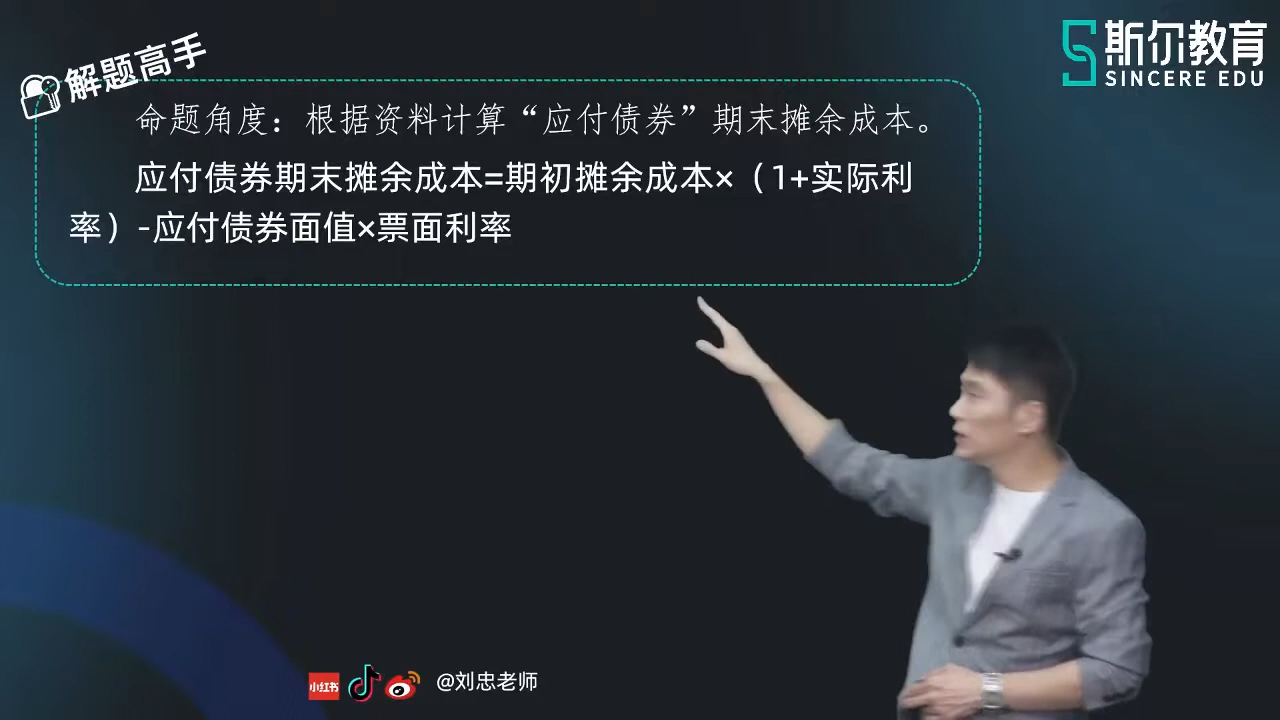 解题高手
斯尔教育
SINCERE EDU
命题角度：根据资料计算“应付债券”期末摊余成本。
应付债券期末摊余成本=期初摊余成本×（1+实际利
率）-应付债券面值×票面利率
小红书
@刘忠老师